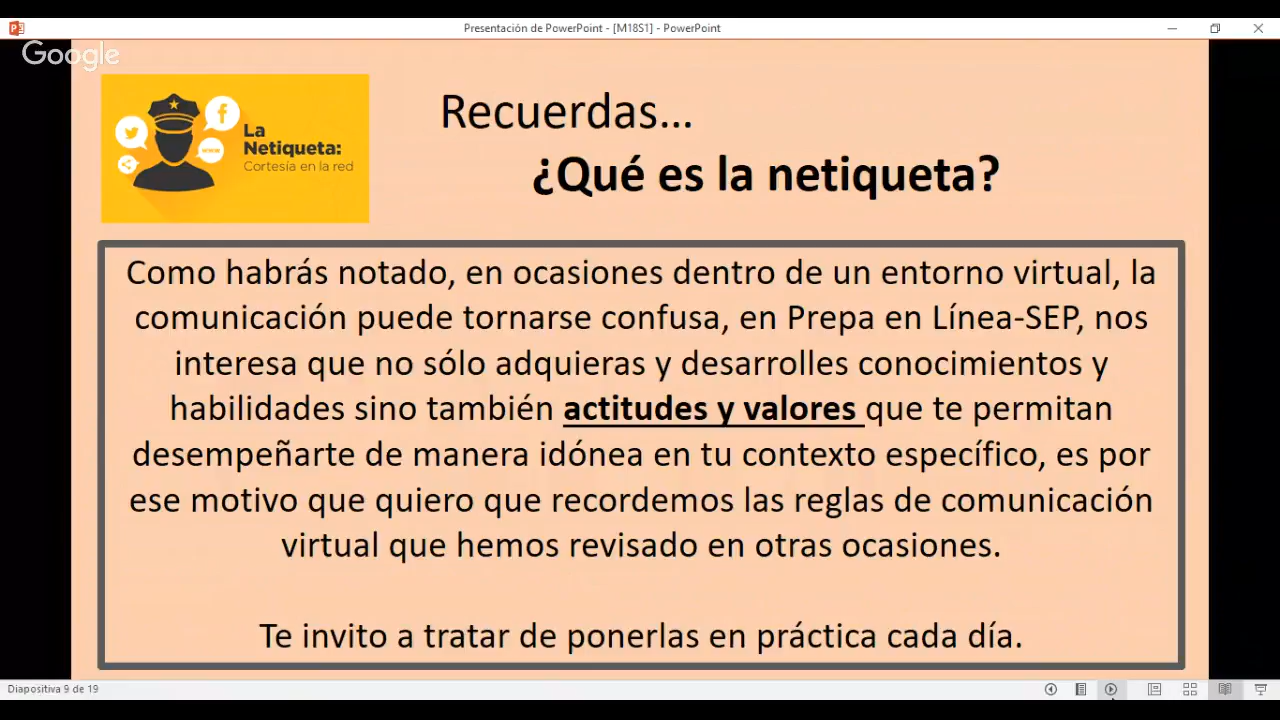 Presentación de PowerPoint - [M18S1] - PowerPoint
Google
La
Netiqueta:
Cortesía en la red
www
Recuerdas...
¿Qué es la netiqueta?
Como habrás notado, en ocasiones dentro de un entorno virtual, la
comunicación puede tornarse confusa, en Prepa en Línea-SEP, nos
interesa que no sólo adquieras y desarrolles conocimientos y
habilidades sino también actitudes y valores que te permitan
desempeñarte de manera idónea en tu contexto específico, es por
ese motivo que quiero que recordemos las reglas de comunicación
virtual que hemos revisado en otras ocasiones.
Te invito a tratar de ponerlas en práctica cada día.
Diapositiva 9 de 19